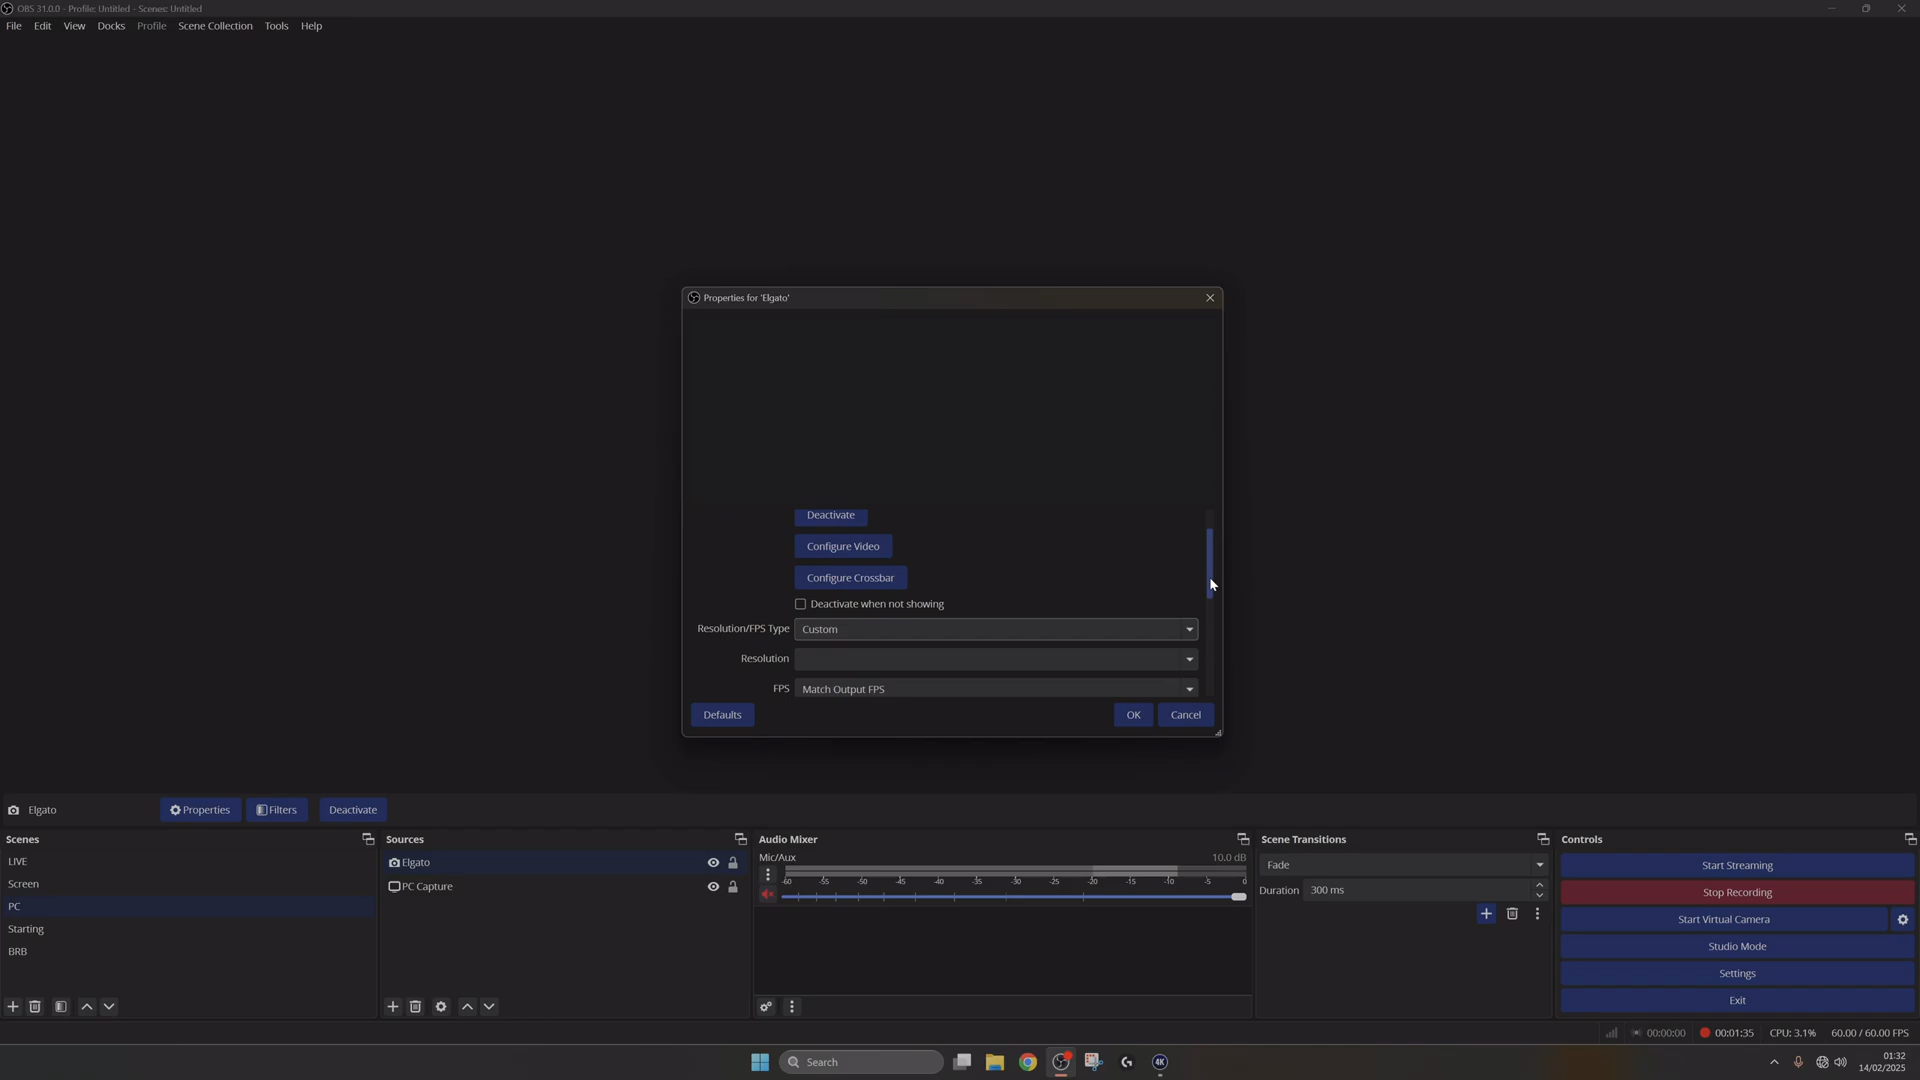 OBS 31.0.0 - Profile: Untitled - Scenes: Untitled
File Edit View Docks Profile Scene Collection Tools Help
Properties for 'Elgato'
Deactivate
Configure Video
Configure Crossbar
Deactivate when not showing
Resolution/FPS Type Custom
Resolution
FPS Match Output FPS
Defaults OK Cancel
Elgato Properties Filters Deactivate
Scenes
LIVE
Screen
PC
Starting
BRB
Sources
Elgato
PC Capture
Audio Mixer
Mic/Aux 10.0 dB
-60 -55 -50 -45 -40 -35 -30 -25 -20 -15 -10 -5 0
Scene Transitions
Fade
Duration 300 ms
Controls
Start Streaming
Stop Recording
Start Virtual Camera
Studio Mode
Settings
Exit
00:00:00 00:01:35 CPU: 3.1% 60.00 / 60.00 FPS
Search
4K
01:32
14/02/2025